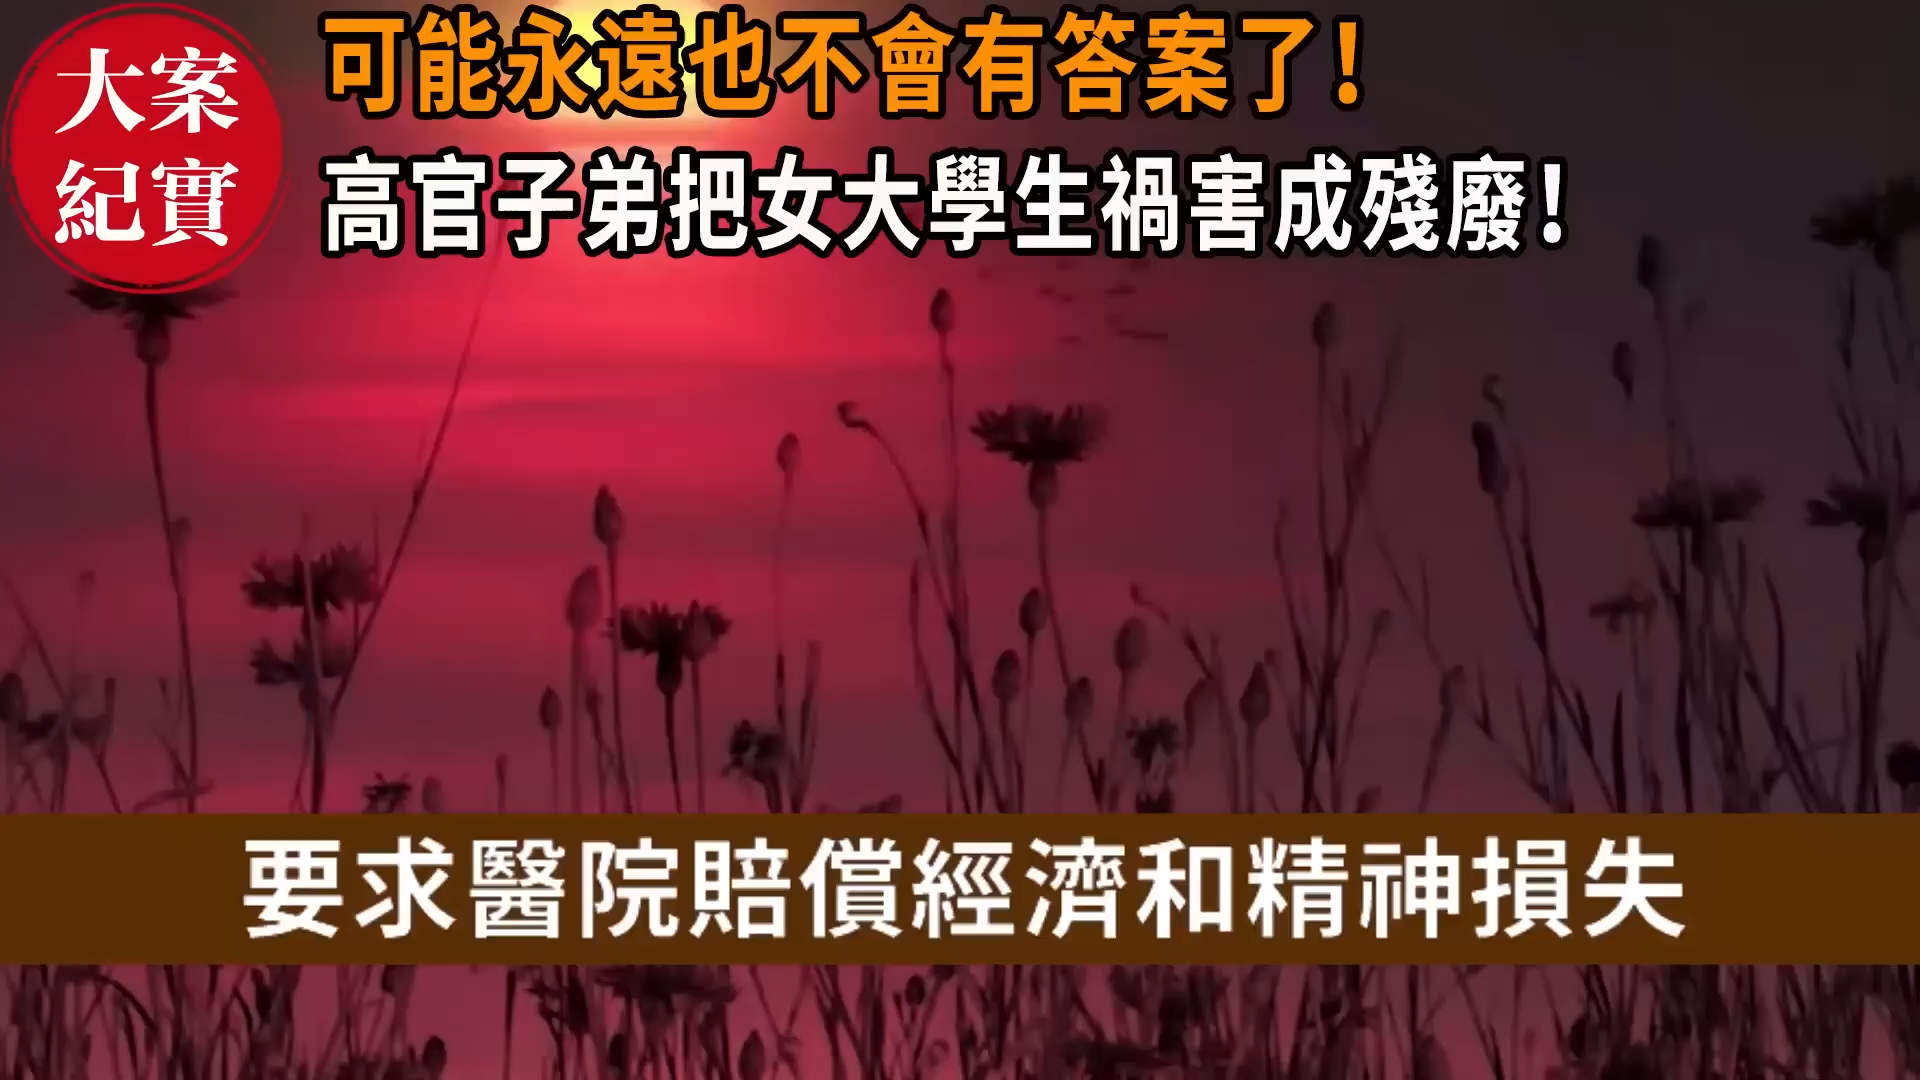 大案
紀實
可能永遠也不會有答案了！
高官子弟把女大學生禍害成殘廢！
要求醫院賠償經濟和精神損失